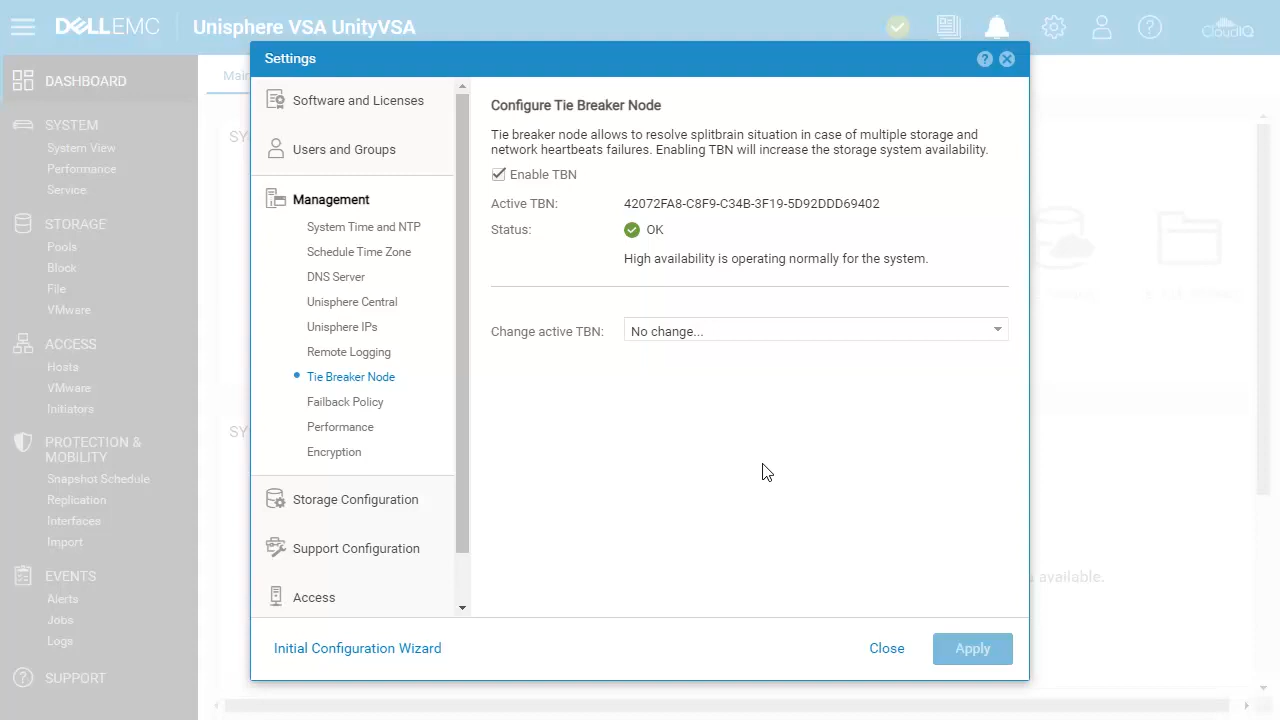 DELLEMC
Unisphere VSA UnityVSA
CloudIQ
DASHBOARD
SYSTEM
System View
Performance
Service
STORAGE
Pools
Block
File
VMware
ACCESS
Hosts
VMware
Initiators
PROTECTION &
MOBILITY
Snapshot Schedule
Replication
Interfaces
Import
EVENTS
Alerts
Jobs
Logs
SUPPORT
Main
SY
SY
available.
Settings
Software and Licenses
Users and Groups
Management
System Time and NTP
Schedule Time Zone
DNS Server
Unisphere Central
Unisphere IPs
Remote Logging
Tie Breaker Node
Failback Policy
Performance
Encryption
Storage Configuration
Support Configuration
Access
Configure Tie Breaker Node
Tie breaker node allows to resolve splitbrain situation in case of multiple storage and
network heartbeats failures. Enabling TBN will increase the storage system availability.
Enable TBN
Active TBN: 42072FA8-C8F9-C34B-3F19-5D92DDD69402
Status: OK
High availability is operating normally for the system.
Change active TBN: No change...
Initial Configuration Wizard
Close
Apply